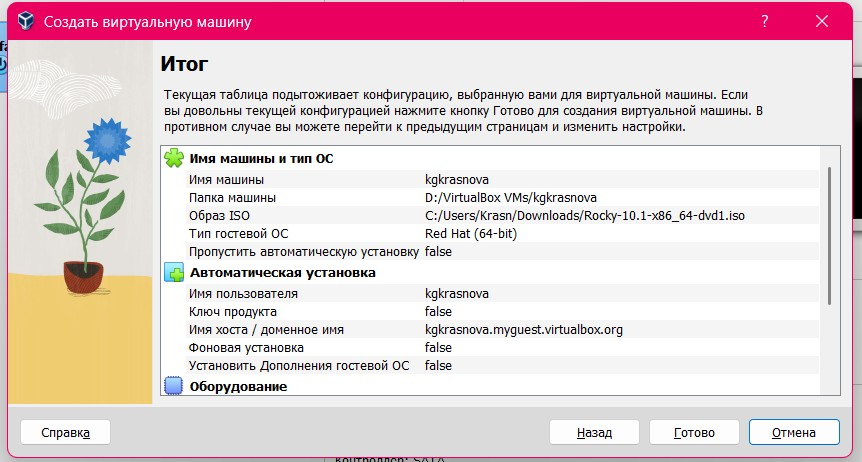 Создать виртуальную машину
Итог
Текущая таблица подытоживает конфигурацию, выбранную вами для виртуальной машины. Если
вы довольны текущей конфигурацией нажмите кнопку Готово для создания виртуальной машины. В
противном случае вы можете перейти к предыдущим страницам и изменить настройки.
Имя машины и тип ОС
Имя машины kgkrasnova
Папка машины D:/VirtualBox VMs/kgkrasnova
Образ ISO C:/Users/Krasn/Downloads/Rocky-10.1-x86_64-dvd1.iso
Тип гостевой ОС Red Hat (64-bit)
Пропустить автоматическую установку false
Автоматическая установка
Имя пользователя kgkrasnova
Ключ продукта false
Имя хоста / доменное имя kgkrasnova.myguest.virtualbox.org
Фоновая установка false
Установить Дополнения гостевой ОС false
Оборудование
Справка Назад Готово Отмена